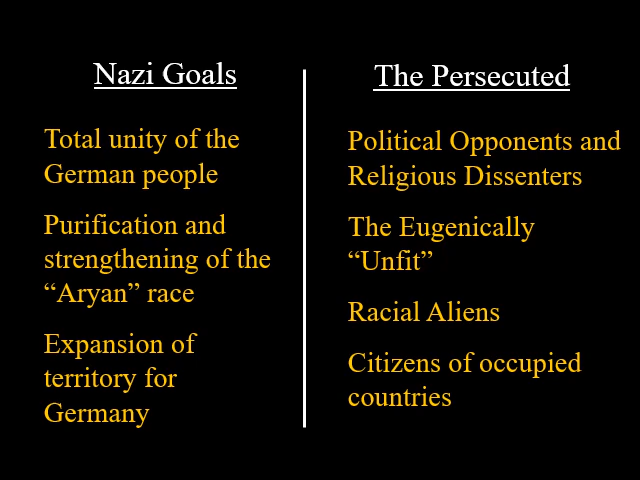 Nazi Goals
Total unity of the
German people
Purification and
strengthening of the
“Aryan” race
Expansion of
territory for
Germany
The Persecuted
Political Opponents and
Religious Dissenters
The Eugenically
“Unfit”
Racial Aliens
Citizens of occupied
countries